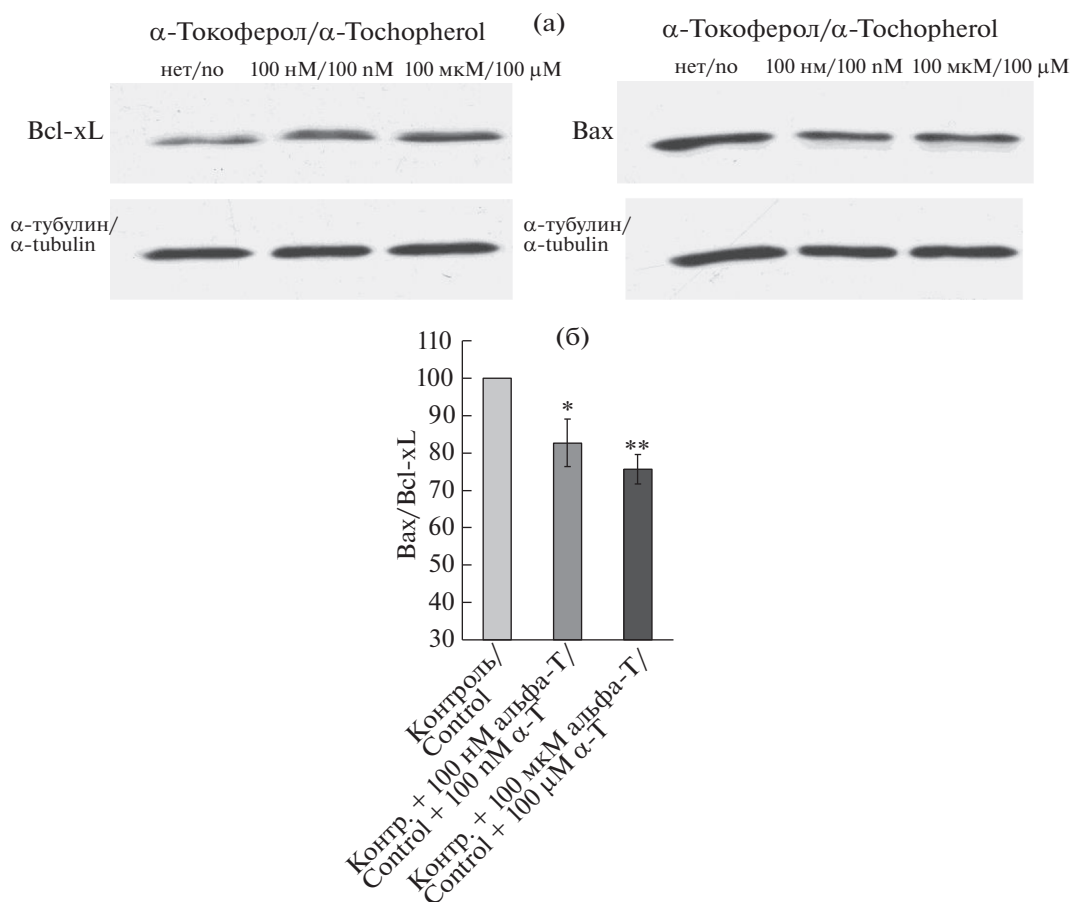 (а)
α-Токоферол/α-Tochopherol
нет/no 100 нМ/100 nM 100 мкМ/100 μM
Bcl-xL
α-тубулин/
α-tubulin
α-Токоферол/α-Tochopherol
нет/no 100 нм/100 nM 100 мкМ/100 μM
Bax
α-тубулин/
α-tubulin
(б)
Bax/Bcl-xL
110
100
90
80
70
60
50
40
30
*
**
Контроль/
Control
Контр. + 100 нМ альфа-Т/
Control + 100 nM α-T
Контр. + 100 мкМ альфа-Т/
Control + 100 μM α-T